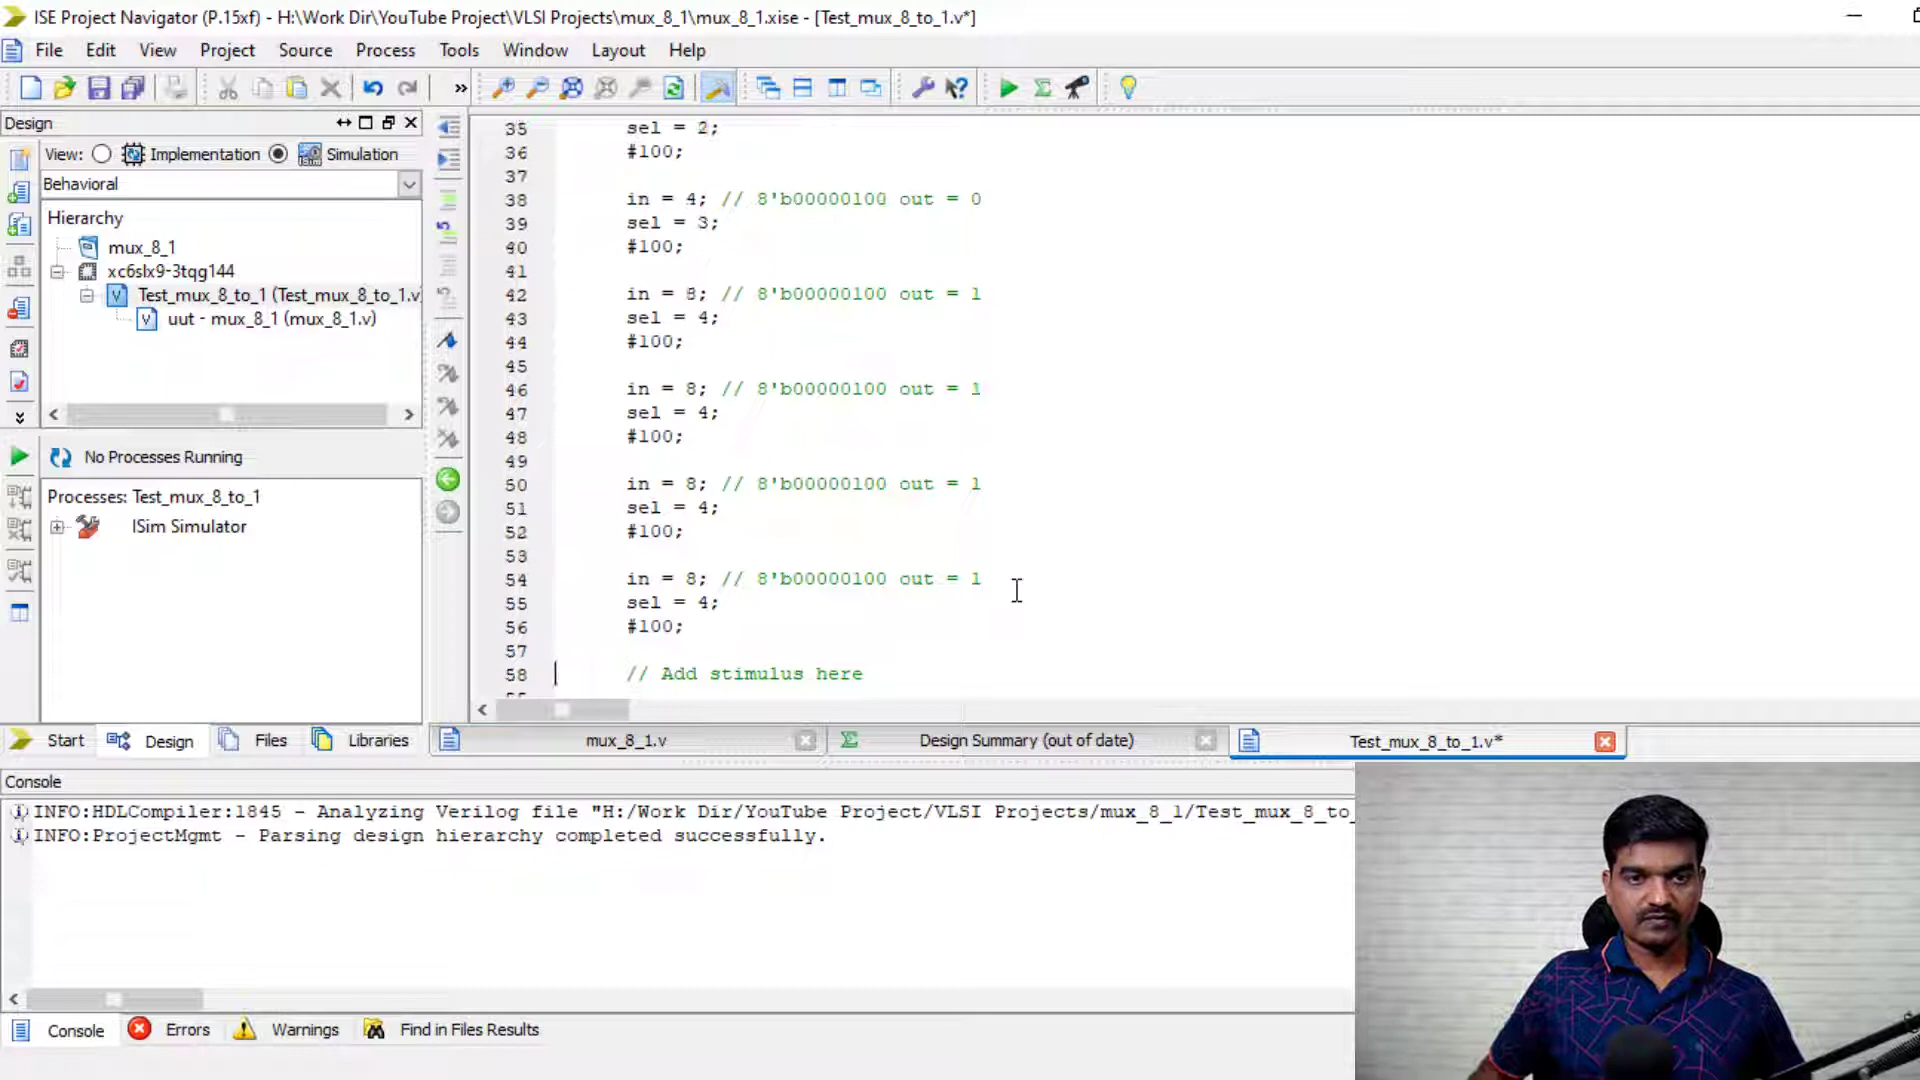 ISE Project Navigator (P.15xf) - H:\Work Dir\YouTube Project\VLSI Projects\mux_8_1\mux_8_1.xise - [Test_mux_8_to_1.v*]
File Edit View Project Source Process Tools Window Layout Help
»
Design
View: Implementation Simulation
Behavioral
Hierarchy
mux_8_1
xc6slx9-3tqg144
Test_mux_8_to_1 (Test_mux_8_to_1.v
uut - mux_8_1 (mux_8_1.v)
No Processes Running
Processes: Test_mux_8_to_1
ISim Simulator
35 sel = 2;
36 #100;
37
38 in = 4; // 8'b00000100 out = 0
39 sel = 3;
40 #100;
41
42 in = 8; // 8'b00000100 out = 1
43 sel = 4;
44 #100;
45
46 in = 8; // 8'b00000100 out = 1
47 sel = 4;
48 #100;
49
50 in = 8; // 8'b00000100 out = 1
51 sel = 4;
52 #100;
53
54 in = 8; // 8'b00000100 out = 1
55 sel = 4;
56 #100;
57
58 // Add stimulus here
Start Design Files Libraries
mux_8_1.v Design Summary (out of date) Test_mux_8_to_1.v*
Console
INFO:HDLCompiler:1845 - Analyzing Verilog file "H:/Work Dir/YouTube Project/VLSI Projects/mux_8_1/Test_mux_8_to_
INFO:ProjectMgmt - Parsing design hierarchy completed successfully.
Console Errors Warnings Find in Files Results